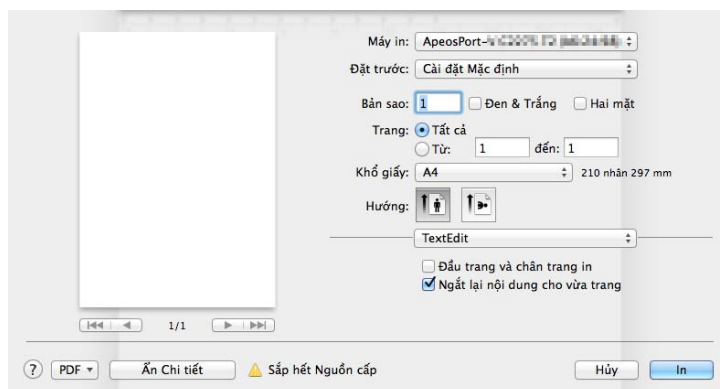 Máy in: ApeosPort-
Đặt trước: Cài đặt Mặc định
Bản sao: 1 Đen & Trắng Hai mặt
Trang: Tất cả
Từ: 1 đến: 1
Khổ giấy: A4 210 nhân 297 mm
Hướng:
TextEdit
Đầu trang và chân trang in
Ngắt lại nội dung cho vừa trang
1/1
? PDF Ẩn Chi tiết Sắp hết Nguồn cấp Hủy In